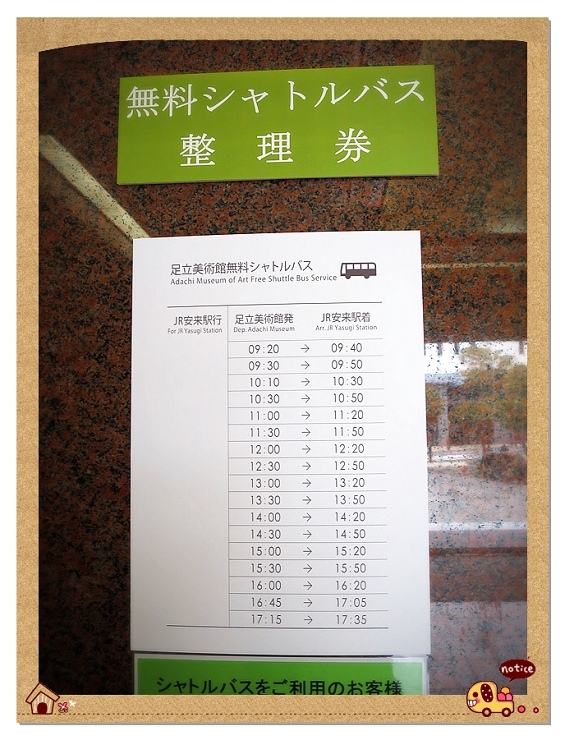 無料シャトルバス
整 理 券
足立美術館無料シャトルバス
Adachi Museum of Art Free Shuttle Bus Service
JR安来駅行 足立美術館発 JR安来駅着
For JR Yasugi Station Dep. Adachi Museum Arr. JR Yasugi Station
09:20 → 09:40
09:30 → 09:50
10:10 → 10:30
10:30 → 10:50
11:00 → 11:20
11:30 → 11:50
12:00 → 12:20
12:30 → 12:50
13:00 → 13:20
13:30 → 13:50
14:00 → 14:20
14:30 → 14:50
15:00 → 15:20
15:30 → 15:50
16:00 → 16:20
16:45 → 17:05
17:15 → 17:35
シャトルバスをご利用のお客様
notice